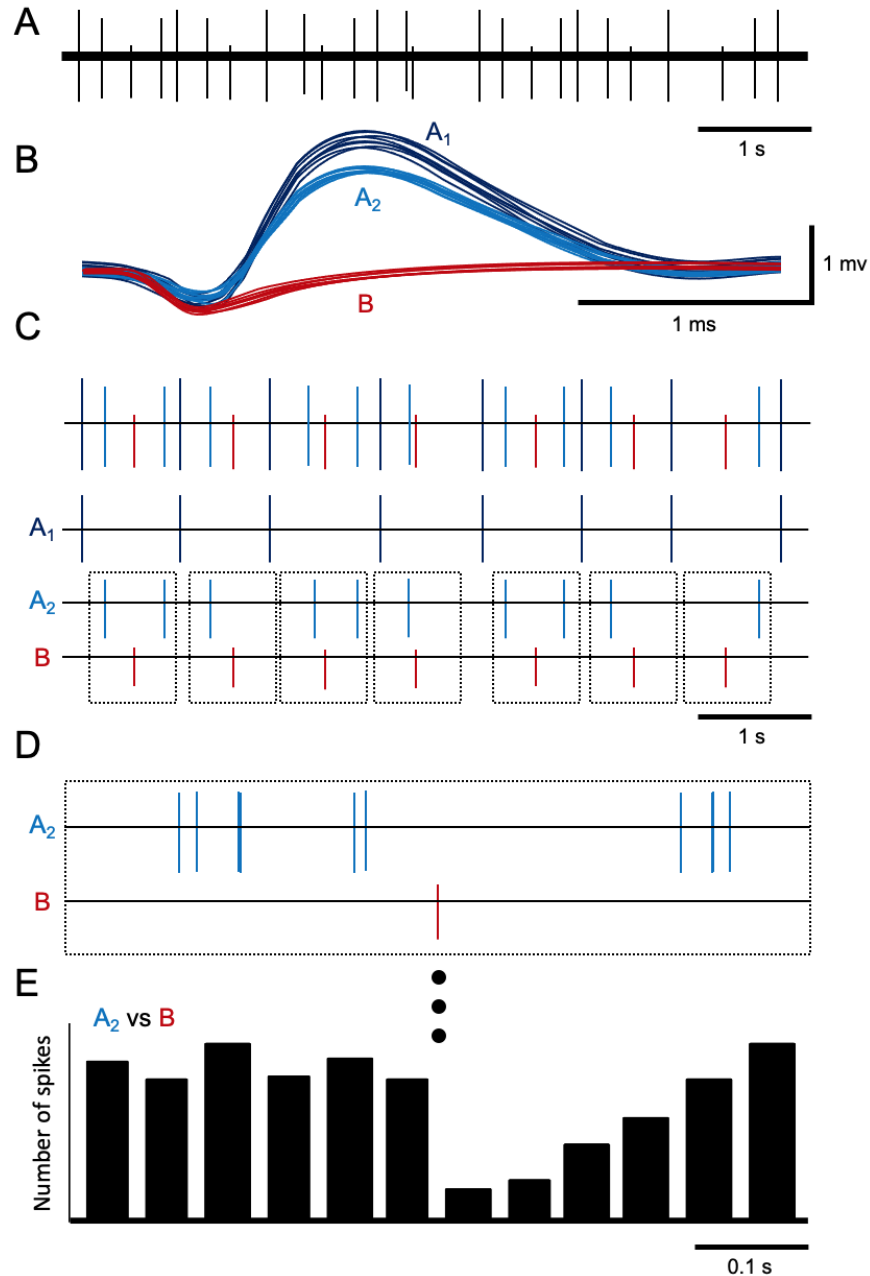 A
1 s
B
A₁
A₂
B
1 mv
1 ms
C
A₁
A₂
B
1 s
D
A₂
B
E
A₂ vs B
Number of spikes
0.1 s